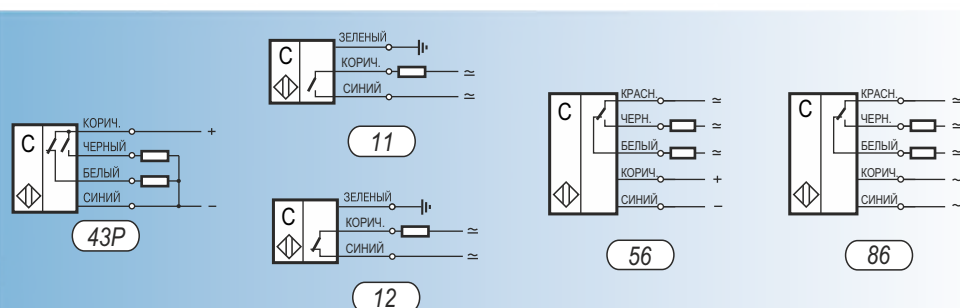 C
КОРИЧ.
ЧЕРНЫЙ
БЕЛЫЙ
СИНИЙ
+
−
43P
C
ЗЕЛЕНЫЙ
КОРИЧ.
СИНИЙ
≃
≃
11
C
ЗЕЛЕНЫЙ
КОРИЧ.
СИНИЙ
≃
≃
12
C
КРАСН.
ЧЕРН.
БЕЛЫЙ
КОРИЧ.
СИНИЙ
≃
≃
≃
+
−
56
C
КРАСН.
ЧЕРН.
БЕЛЫЙ
КОРИЧ.
СИНИЙ
≃
≃
≃
~
~
86